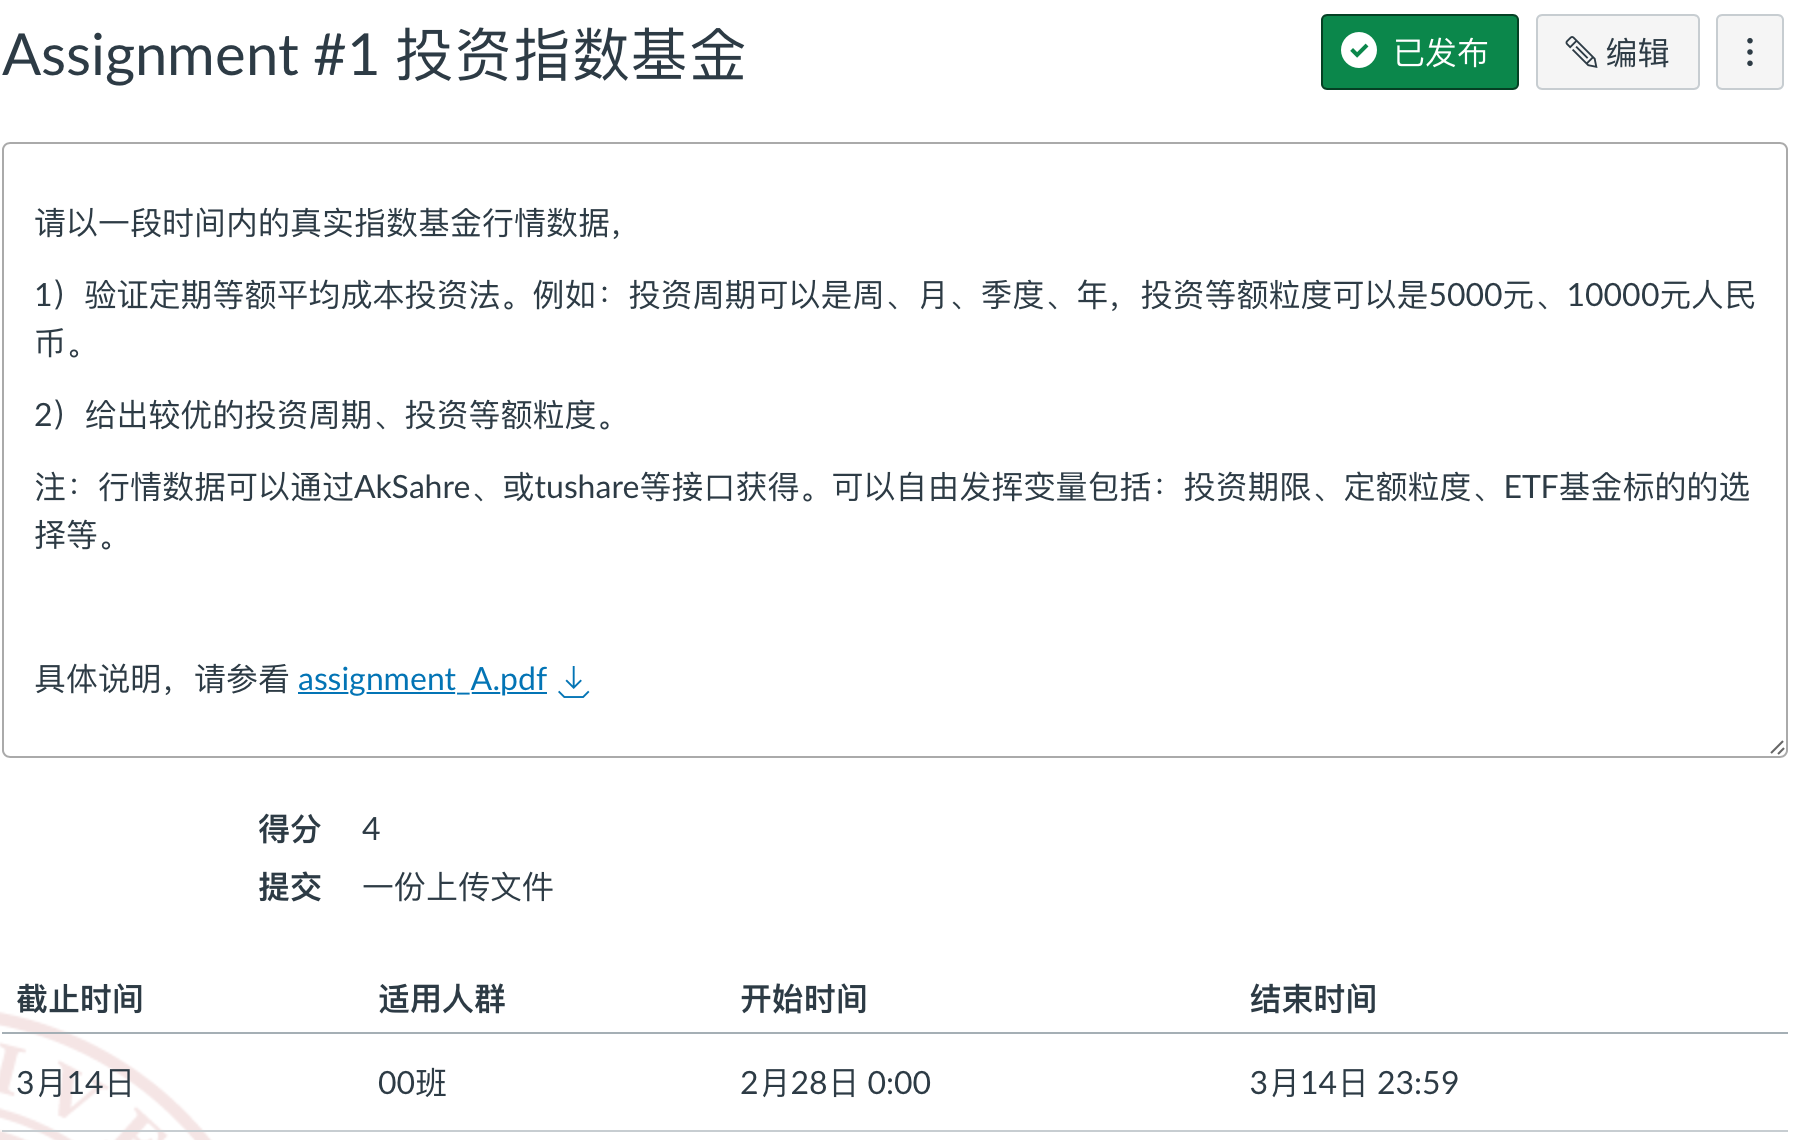 Assignment #1 投资指数基金
已发布
编辑
请以一段时间内的真实指数基金行情数据，
1）验证定期等额平均成本投资法。例如：投资周期可以是周、月、季度、年，投资等额粒度可以是5000元、10000元人民
币。
2）给出较优的投资周期、投资等额粒度。
注：行情数据可以通过AkSahre、或tushare等接口获得。可以自由发挥变量包括：投资期限、定额粒度、ETF基金标的的选
择等。
具体说明，请参看 assignment_A.pdf
得分 4
提交 一份上传文件
截止时间 适用人群 开始时间 结束时间
3月14日 00班 2月28日 0:00 3月14日 23:59